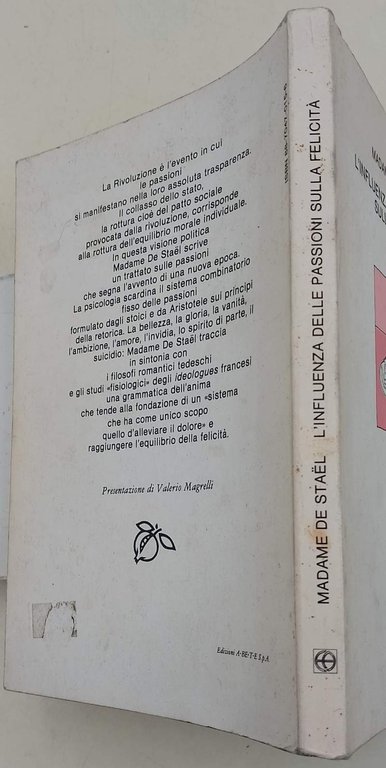 La Rivoluzione è l'evento in cui
le passioni
si manifestano nella loro assoluta trasparenza.
Il collasso dello stato,
la rottura cioè del patto sociale
provocata dalla rivoluzione, corrisponde
alla rottura dell'equilibrio morale individuale.
In questa visione politica
Madame De Staël scrive
un trattato sulle passioni
che segna l'avvento di una nuova epoca.
La psicologia scardina il sistema combinatorio
fisso delle passioni
formulato dagli stoici e da Aristotele sui principi
della retorica. La bellezza, la gloria, la vanità,
l'ambizione, l'amore, l'invidia, lo spirito di parte, il
suicidio: Madame De Staël traccia
in sintonia con
i filosofi romantici tedeschi
e gli studi «fisiologici» degli ideologues francesi
una grammatica dell'anima
che tende alla fondazione di un «sistema
che ha come unico scopo
quello d'alleviare il dolore» e
raggiungere l'equilibrio della felicità.
Presentazione di Valerio Magrelli
Edizioni A·BE·T·E S.p.A.
MADAME DE STAËL L'INFLUENZA DELLE PASSIONI SULLA FELICITÀ
ISBN
MADAM
L'INFLUENZA